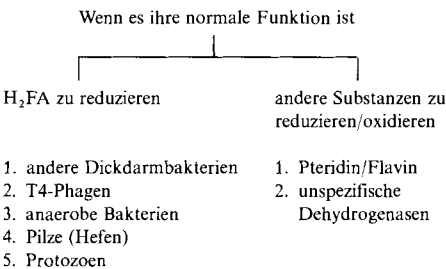 Wenn es ihre normale Funktion ist
H₂FA zu reduzieren
1. andere Dickdarmbakterien
2. T4-Phagen
3. anaerobe Bakterien
4. Pilze (Hefen)
5. Protozoen
andere Substanzen zu
reduzieren/oxidieren
1. Pteridin/Flavin
2. unspezifische
Dehydrogenasen